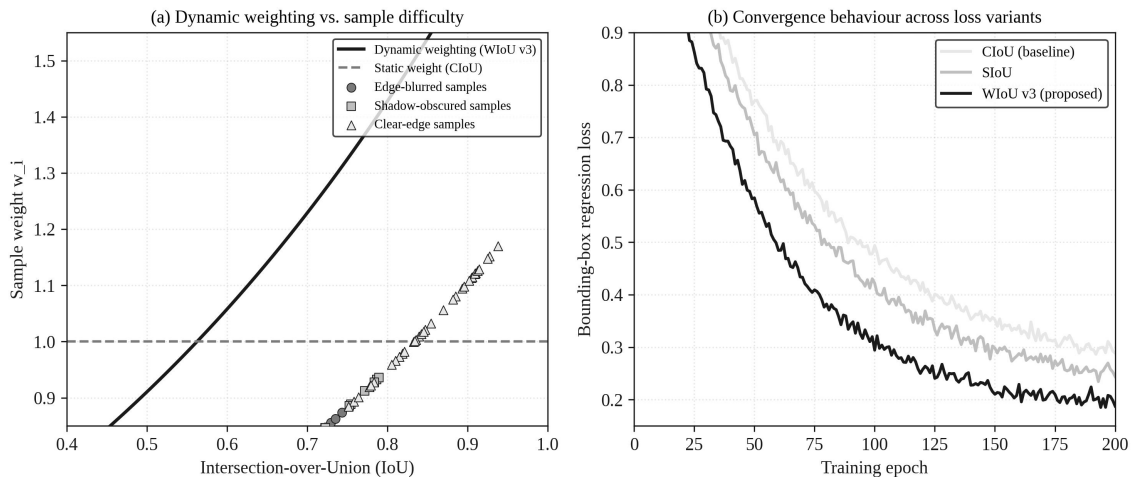 (a) Dynamic weighting vs. sample difficulty
Sample weight w_i
1.5
1.4
1.3
1.2
1.1
1.0
0.9
Dynamic weighting (WIoU v3)
Static weight (CIoU)
Edge-blurred samples
Shadow-obscured samples
Clear-edge samples
0.4 0.5 0.6 0.7 0.8 0.9 1.0
Intersection-over-Union (IoU)
(b) Convergence behaviour across loss variants
Bounding-box regression loss
0.9
0.8
0.7
0.6
0.5
0.4
0.3
0.2
CIoU (baseline)
SIoU
WIoU v3 (proposed)
0 25 50 75 100 125 150 175 200
Training epoch